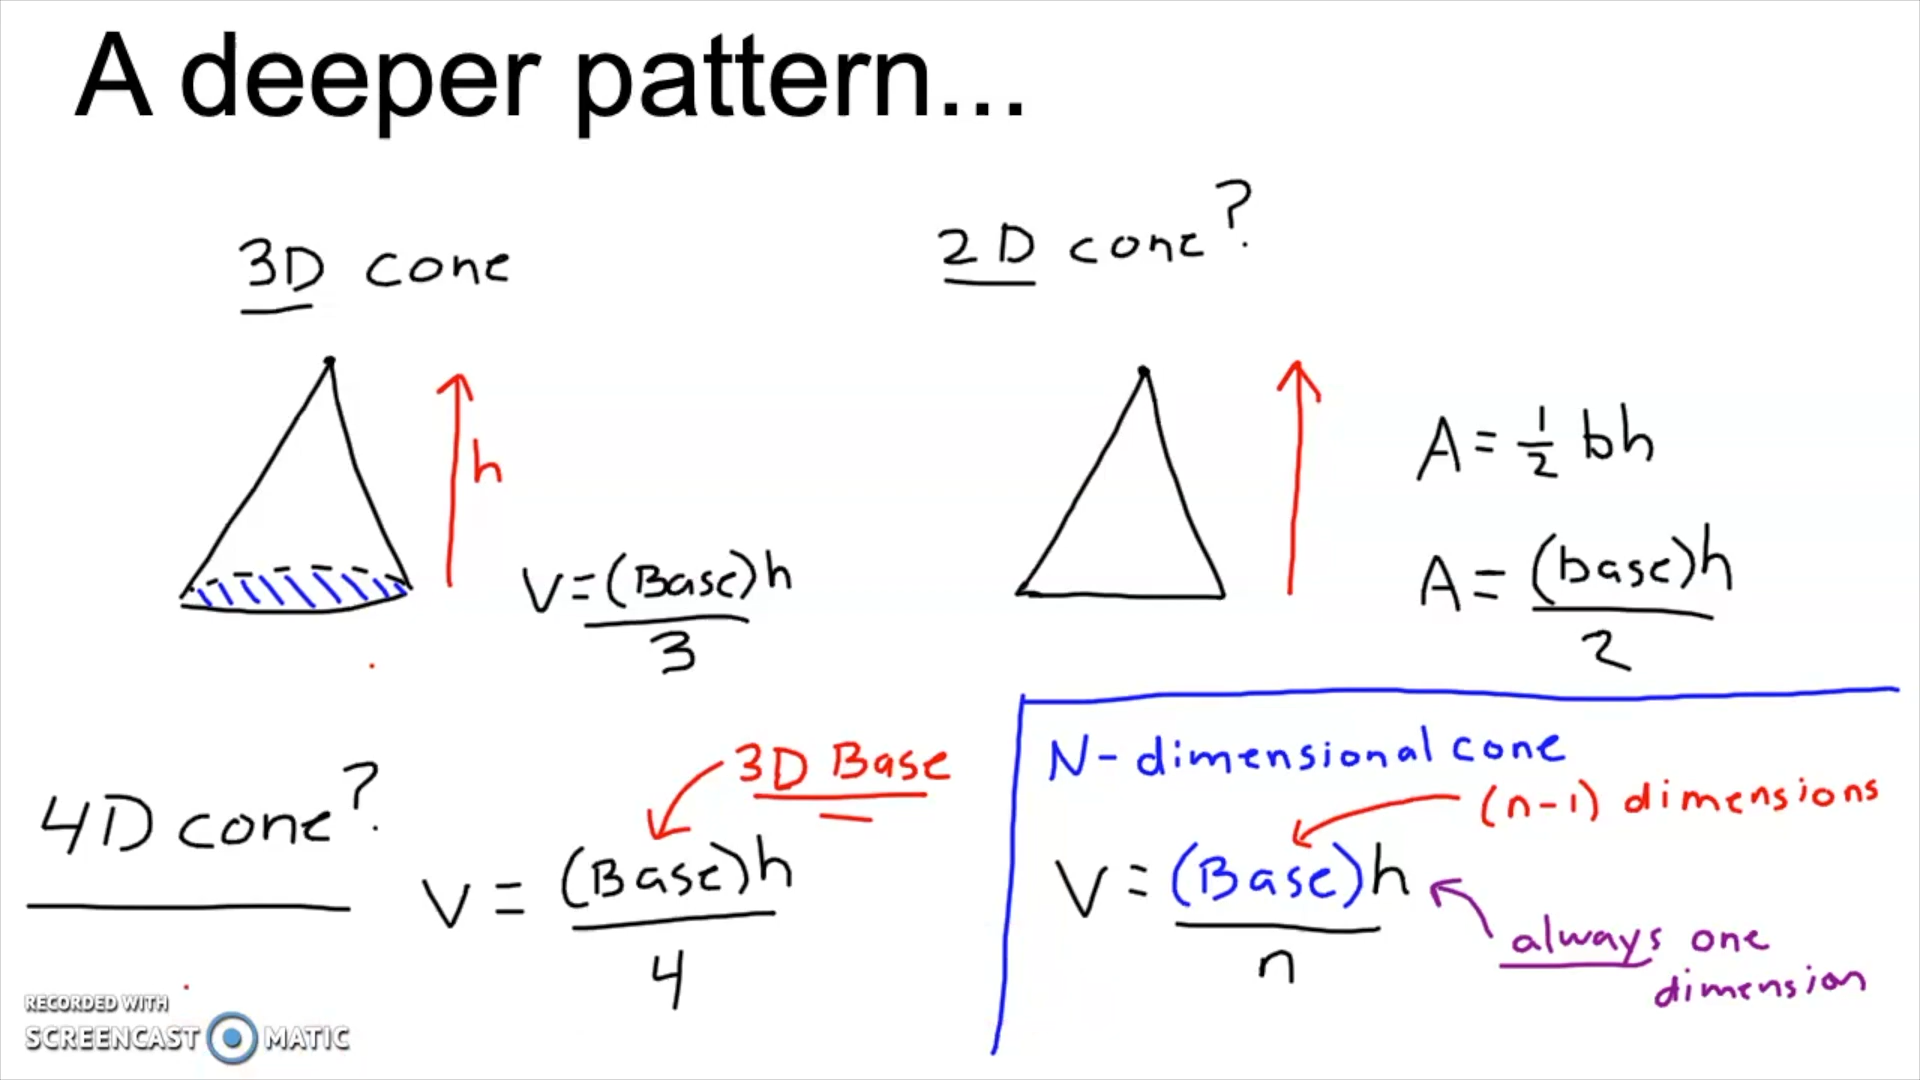 A deeper pattern...
3D cone
h
V = (Base)h
3
2D cone?
A = 1/2 bh
A = (base)h
2
4D cone?
3D Base
V = (Base)h
4
N-dimensional cone
(n-1) dimensions
V = (Base)h
n
always one
dimension
RECORDED WITH
SCREENCAST MATIC